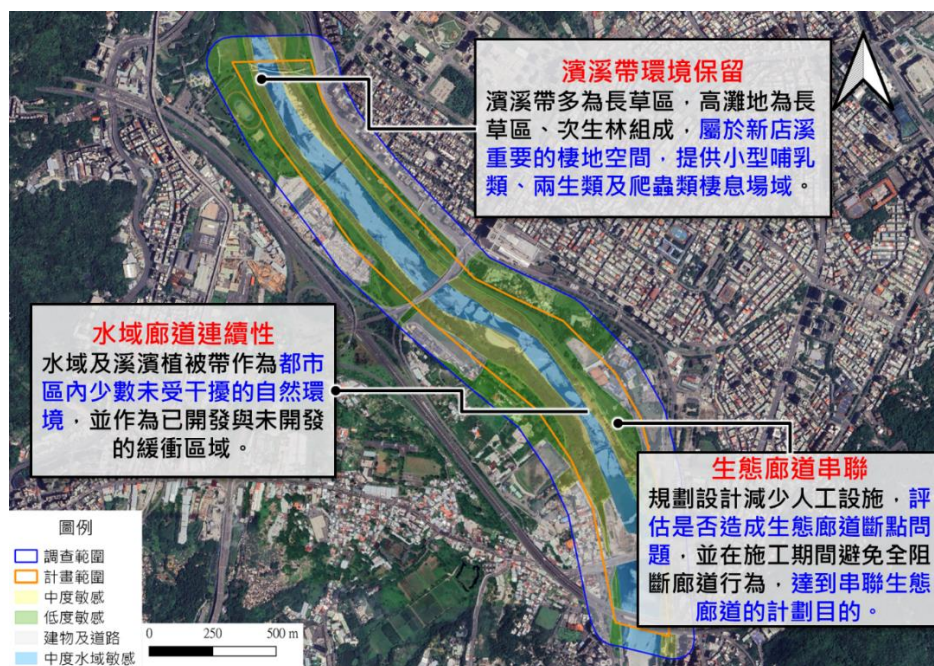 濱溪帶環境保留
濱溪帶多為長草區，高灘地為長
草區、次生林組成，屬於新店溪
重要的棲地空間，提供小型哺乳
類、兩生類及爬蟲類棲息場域。
水域廊道連續性
水域及溪濱植被帶作為都市
區內少數未受干擾的自然環
境，並作為已開發與未開發
的緩衝區域。
生態廊道串聯
規劃設計減少人工設施，評
估是否造成生態廊道斷點問
題，並在施工期間避免全阻
斷廊道行為，達到串聯生態
廊道的計劃目的。
圖例
調查範圍
計畫範圍
中度敏感
低度敏感
建物及道路
中度水域敏感
0 250 500 m